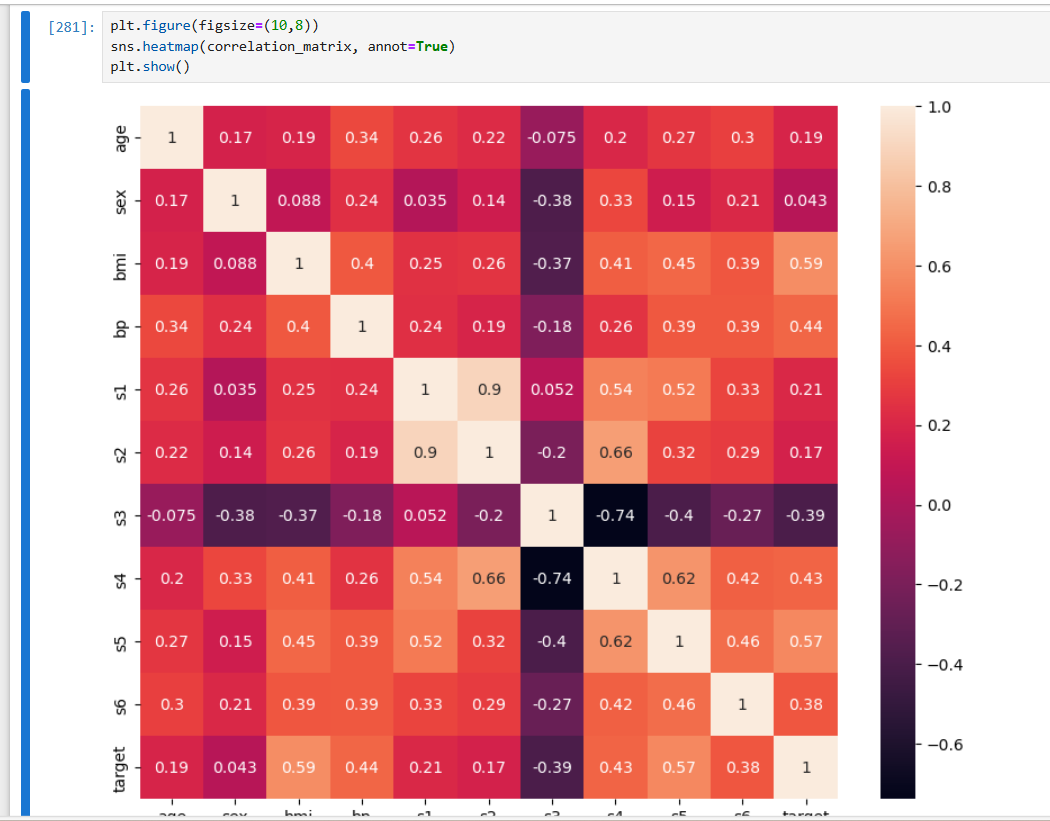 [281]: plt.figure(figsize=(10,8))
sns.heatmap(correlation_matrix, annot=True)
plt.show()
1.0
age 1 0.17 0.19 0.34 0.26 0.22 -0.075 0.2 0.27 0.3 0.19
0.8
sex 0.17 1 0.088 0.24 0.035 0.14 -0.38 0.33 0.15 0.21 0.043
bmi 0.19 0.088 1 0.4 0.25 0.26 -0.37 0.41 0.45 0.39 0.59
0.6
bp 0.34 0.24 0.4 1 0.24 0.19 -0.18 0.26 0.39 0.39 0.44
0.4
s1 0.26 0.035 0.25 0.24 1 0.9 0.052 0.54 0.52 0.33 0.21
0.2
s2 0.22 0.14 0.26 0.19 0.9 1 -0.2 0.66 0.32 0.29 0.17
0.0
s3 -0.075 -0.38 -0.37 -0.18 0.052 -0.2 1 -0.74 -0.4 -0.27 -0.39
s4 0.2 0.33 0.41 0.26 0.54 0.66 -0.74 1 0.62 0.42 0.43
−0.2
s5 0.27 0.15 0.45 0.39 0.52 0.32 -0.4 0.62 1 0.46 0.57
−0.4
s6 0.3 0.21 0.39 0.39 0.33 0.29 -0.27 0.42 0.46 1 0.38
−0.6
target 0.19 0.043 0.59 0.44 0.21 0.17 -0.39 0.43 0.57 0.38 1
age sex bmi bp s1 s2 s3 s4 s5 s6 target